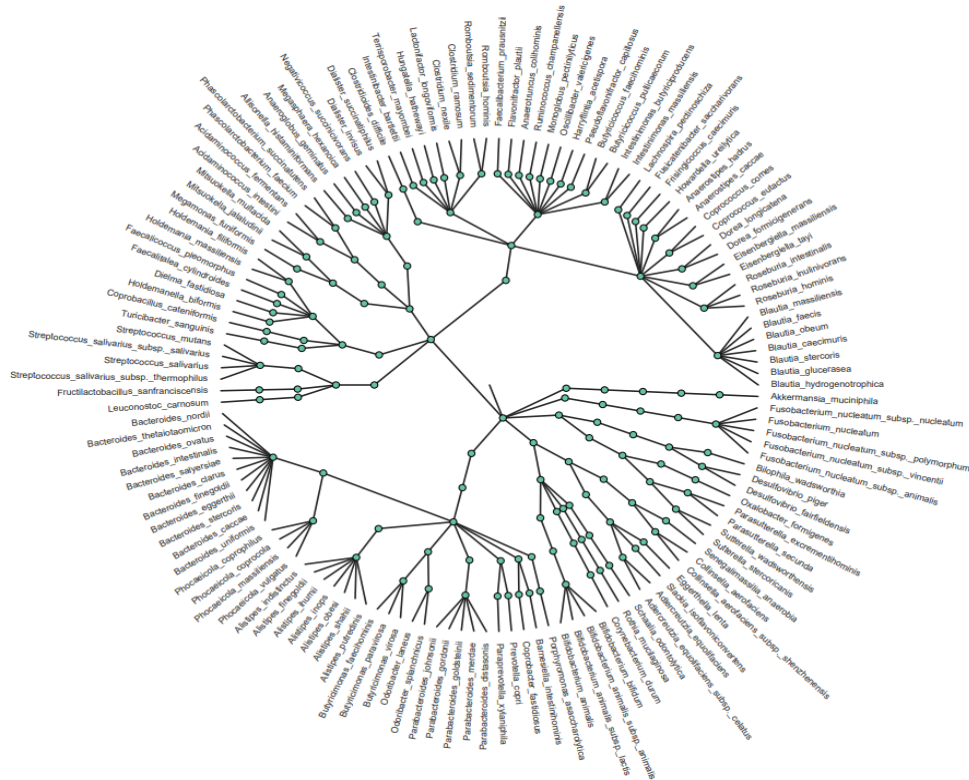 Faecalibacterium_prausnitzii
Flavonifractor_plautii
Anaerotruncus_colihominis
Ruminococcus_champanellensis
Monoglobus_pectinilyticus
Oscillibacter_valericigenes
Harryflintia_acetispora
Pseudoflavonifractor_capillosus
Butyricicoccus_faecihominis
Butyricicoccus_pullicaecorum
Intestinimonas_butyriciproducens
Intestinimonas_massiliensis
Lachnospira_pectinoschiza
Fusicatenibacter_saccharivorans
Frisingicoccus_caecimuris
Howardella_ureilytica
Anaerostipes_hadrus
Anaerostipes_caccae
Coprococcus_comes
Coprococcus_eutactus
Dorea_longicatena
Dorea_formicigenerans
Eisenbergiella_massiliensis
Eisenbergiella_tayi
Roseburia_intestinalis
Roseburia_inulinivorans
Roseburia_hominis
Blautia_massiliensis
Blautia_faecis
Blautia_obeum
Blautia_caecimuris
Blautia_stercoris
Blautia_glucerasea
Blautia_hydrogenotrophica
Akkermansia_muciniphila
Fusobacterium_nucleatum_subsp._nucleatum
Fusobacterium_nucleatum
Fusobacterium_nucleatum_subsp._polymorphum
Fusobacterium_nucleatum_subsp._vincentii
Fusobacterium_nucleatum_subsp._animalis
Bilophila_wadsworthia
Desulfovibrio_piger
Desulfovibrio_fairfieldensis
Oxalobacter_formigenes
Parasutterella_excrementihominis
Parasutterella_secunda
Sutterella_wadsworthensis
Sutterella_stercoricanis
Senegalimassilia_anaerobia
Collinsella_aerofaciens
Collinsella_aerofaciens_subsp._shenzhenensis
Eggerthella_lenta
Slackia_isoflavoniconvertens
Adlercreutzia_equolifaciens
Adlercreutzia_equolifaciens_subsp._celatus
Schaalia_odontolytica
Rothia_mucilaginosa
Corynebacterium_durum
Bifidobacterium_bifidum
Bifidobacterium_animalis_subsp._animalis
Bifidobacterium_animalis_subsp._lactis
Bifidobacterium_animalis
Porphyromonas_asaccharolytica
Barnesiella_intestinihominis
Coprobacter_fastidiosus
Prevotella_copri
Paraprevotella_xylaniphila
Parabacteroides_distasonis
Parabacteroides_merdae
Parabacteroides_goldsteinii
Parabacteroides_gordonii
Parabacteroides_johnsonii
Odoribacter_splanchnicus
Odoribacter_laneus
Butyricimonas_virosa
Butyricimonas_paravirosa
Butyricimonas_faecihominis
Alistipes_putredinis
Alistipes_shahii
Alistipes_obesi
Alistipes_inops
Alistipes_ihumii
Alistipes_finegoldii
Alistipes_indistinctus
Phocaeicola_vulgatus
Phocaeicola_massiliensis
Phocaeicola_coprocola
Phocaeicola_coprophilus
Bacteroides_uniformis
Bacteroides_caccae
Bacteroides_stercoris
Bacteroides_eggerthii
Bacteroides_finegoldii
Bacteroides_clarus
Bacteroides_salyersiae
Bacteroides_intestinalis
Bacteroides_ovatus
Bacteroides_thetaiotaomicron
Bacteroides_nordii
Leuconostoc_carnosum
Fructilactobacillus_sanfranciscensis
Streptococcus_salivarius_subsp._thermophilus
Streptococcus_salivarius
Streptococcus_salivarius_subsp._salivarius
Streptococcus_mutans
Turicibacter_sanguinis
Coprobacillus_cateniformis
Holdemanella_biformis
Dielma_fastidiosa
Faecalitalea_cylindroides
Faecalicoccus_pleomorphus
Holdemania_massiliensis
Holdemania_filiformis
Megamonas_funiformis
Mitsuokella_jalaludinii
Mitsuokella_multacida
Acidaminococcus_intestini
Acidaminococcus_fermentans
Phascolarctobacterium_faecium
Phascolarctobacterium_succinatutens
Allisonella_histaminiformans
Anaeroglobus_geminatus
Megasphaera_hexanoica
Negativicoccus_succinicivorans
Dialister_succinatiphilus
Dialister_invisus
Clostridioides_difficile
Intestinibacter_bartlettii
Terrisporobacter_mayombei
Hungatella_hathewayi
Lactonifactor_longoviformis
Clostridium_nexile
Clostridium_ramosum
Romboutsia_sedimentorum
Romboutsia_hominis